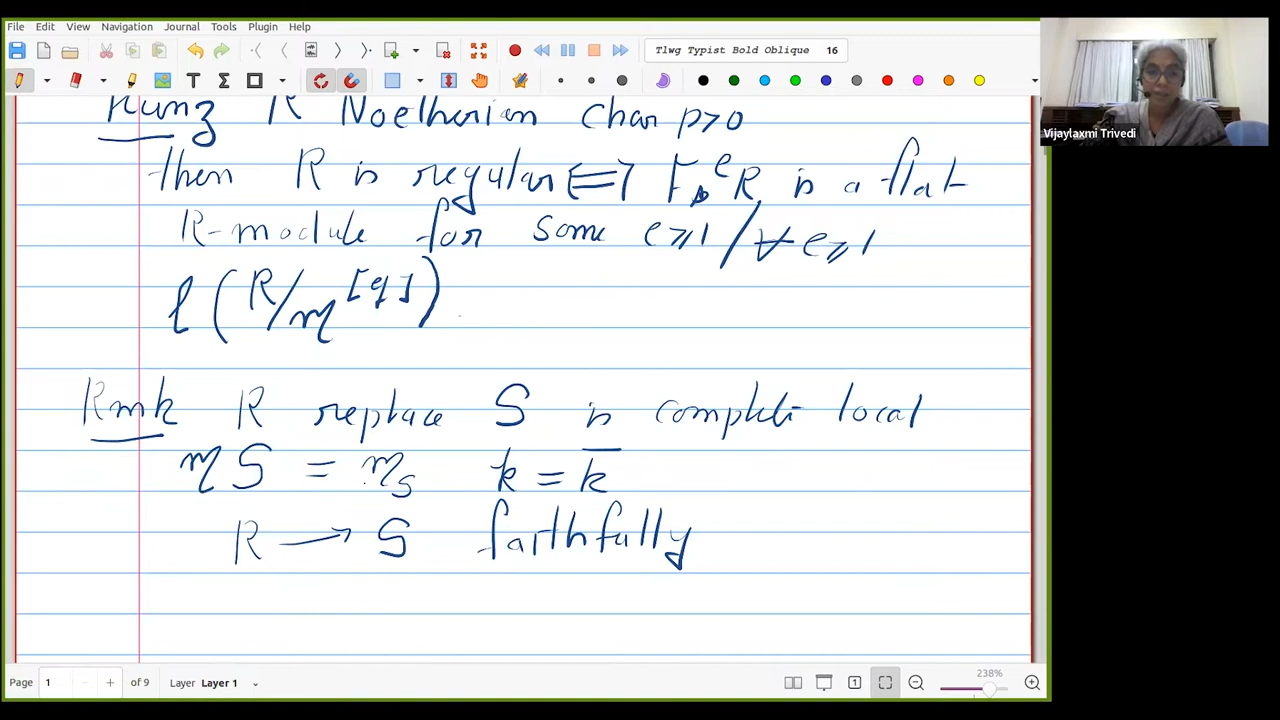 File Edit View Navigation Journal Tools Plugin Help
Tlwg Typist Bold Oblique 16
Vijaylaxmi Trivedi
Kunz R Noetherian Char p>0
then R is regular ⟺ F_*^e R is a flat
R-module for some e≥1 / ∀ e≥1
ℓ(R/m^[q])
Rmk R replace S is complete local
mS = m_S k = k̅
R → S faithfully
Page 1 of 9 Layer Layer 1 238%